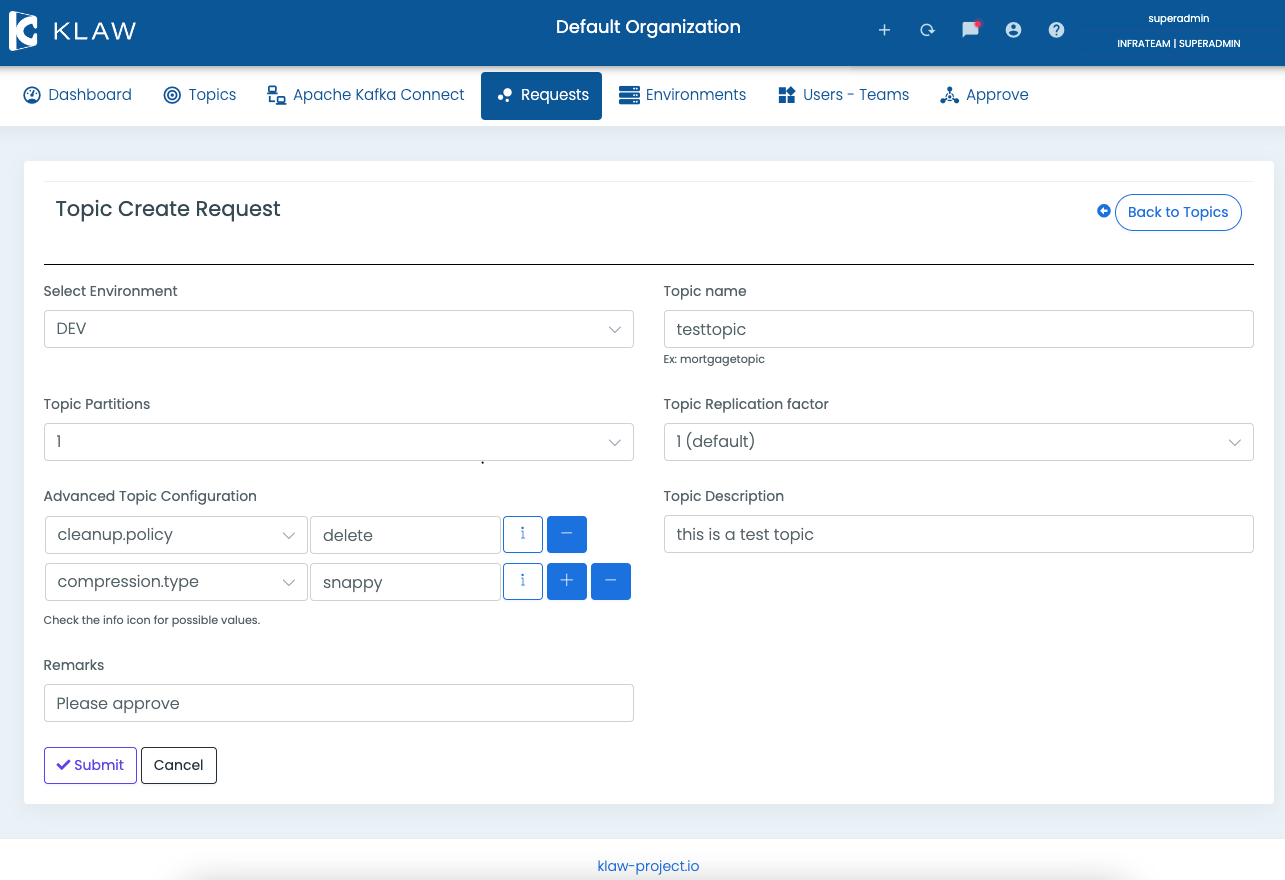 KLAW
Default Organization
superadmin
INFRATEAM | SUPERADMIN
Dashboard
Topics
Apache Kafka Connect
Requests
Environments
Users - Teams
Approve
Topic Create Request
Back to Topics
Select Environment
Topic name
DEV
testtopic
Ex: mortgagetopic
Topic Partitions
Topic Replication factor
1
1 (default)
Advanced Topic Configuration
Topic Description
cleanup.policy
delete
this is a test topic
compression.type
snappy
Check the info icon for possible values.
Remarks
Please approve
Submit
Cancel
klaw-project.io